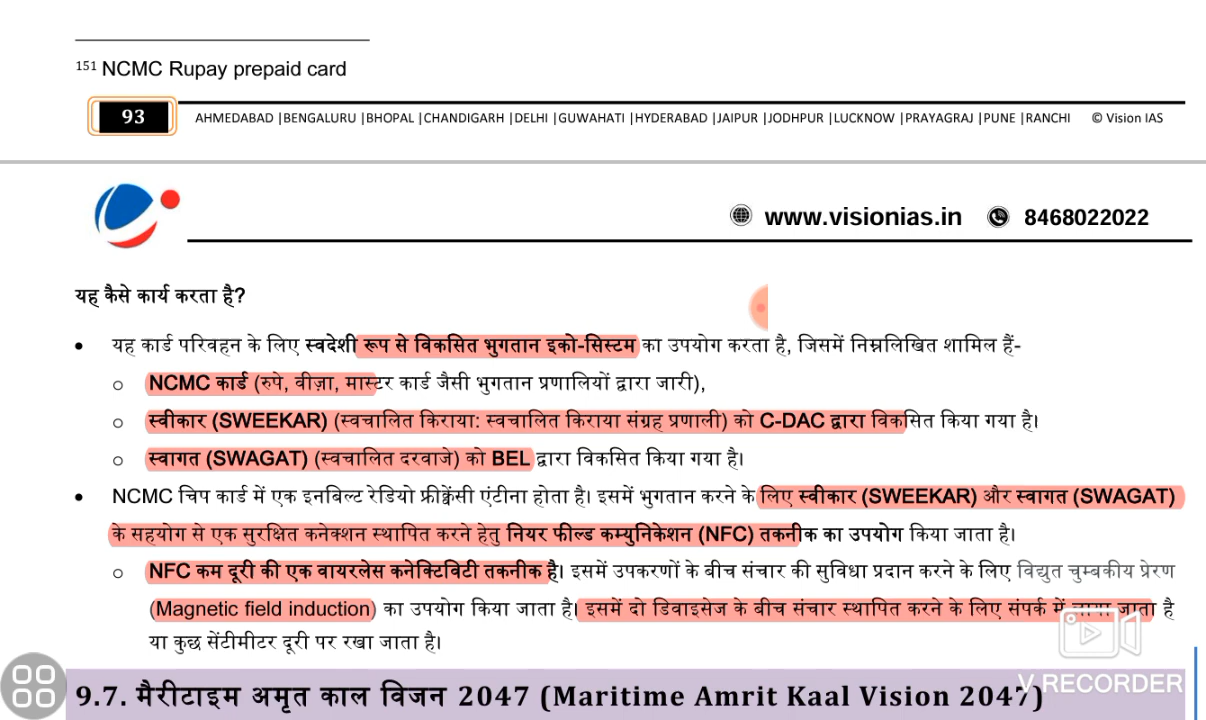 151 NCMC Rupay prepaid card
93 AHMEDABAD |BENGALURU |BHOPAL |CHANDIGARH |DELHI |GUWAHATI |HYDERABAD |JAIPUR |JODHPUR |LUCKNOW |PRAYAGRAJ |PUNE |RANCHI © Vision IAS
www.visionias.in 8468022022
यह कैसे कार्य करता है?
• यह कार्ड परिवहन के लिए स्वदेशी रूप से विकसित भुगतान इको-सिस्टम का उपयोग करता है, जिसमें निम्नलिखित शामिल हैं-
o NCMC कार्ड (रुपे, वीज़ा, मास्टर कार्ड जैसी भुगतान प्रणालियों द्वारा जारी),
o स्वीकार (SWEEKAR) (स्वचालित किराया: स्वचालित किराया संग्रह प्रणाली) को C-DAC द्वारा विकसित किया गया है।
o स्वागत (SWAGAT) (स्वचालित दरवाजे) को BEL द्वारा विकसित किया गया है।
• NCMC चिप कार्ड में एक इनबिल्ट रेडियो फ्रीक्वेंसी एंटीना होता है। इसमें भुगतान करने के लिए स्वीकार (SWEEKAR) और स्वागत (SWAGAT)
के सहयोग से एक सुरक्षित कनेक्शन स्थापित करने हेतु नियर फील्ड कम्युनिकेशन (NFC) तकनीक का उपयोग किया जाता है।
o NFC कम दूरी की एक वायरलेस कनेक्टिविटी तकनीक है। इसमें उपकरणों के बीच संचार की सुविधा प्रदान करने के लिए विद्युत चुम्बकीय प्रेरण
(Magnetic field induction) का उपयोग किया जाता है। इसमें दो डिवाइसेज के बीच संचार स्थापित करने के लिए संपर्क में जाता है
या कुछ सेंटीमीटर दूरी पर रखा जाता है।
9.7. मैरीटाइम अमृत काल विजन 2047 (Maritime Amrit Kaal Vision 2047)
V RECORDER